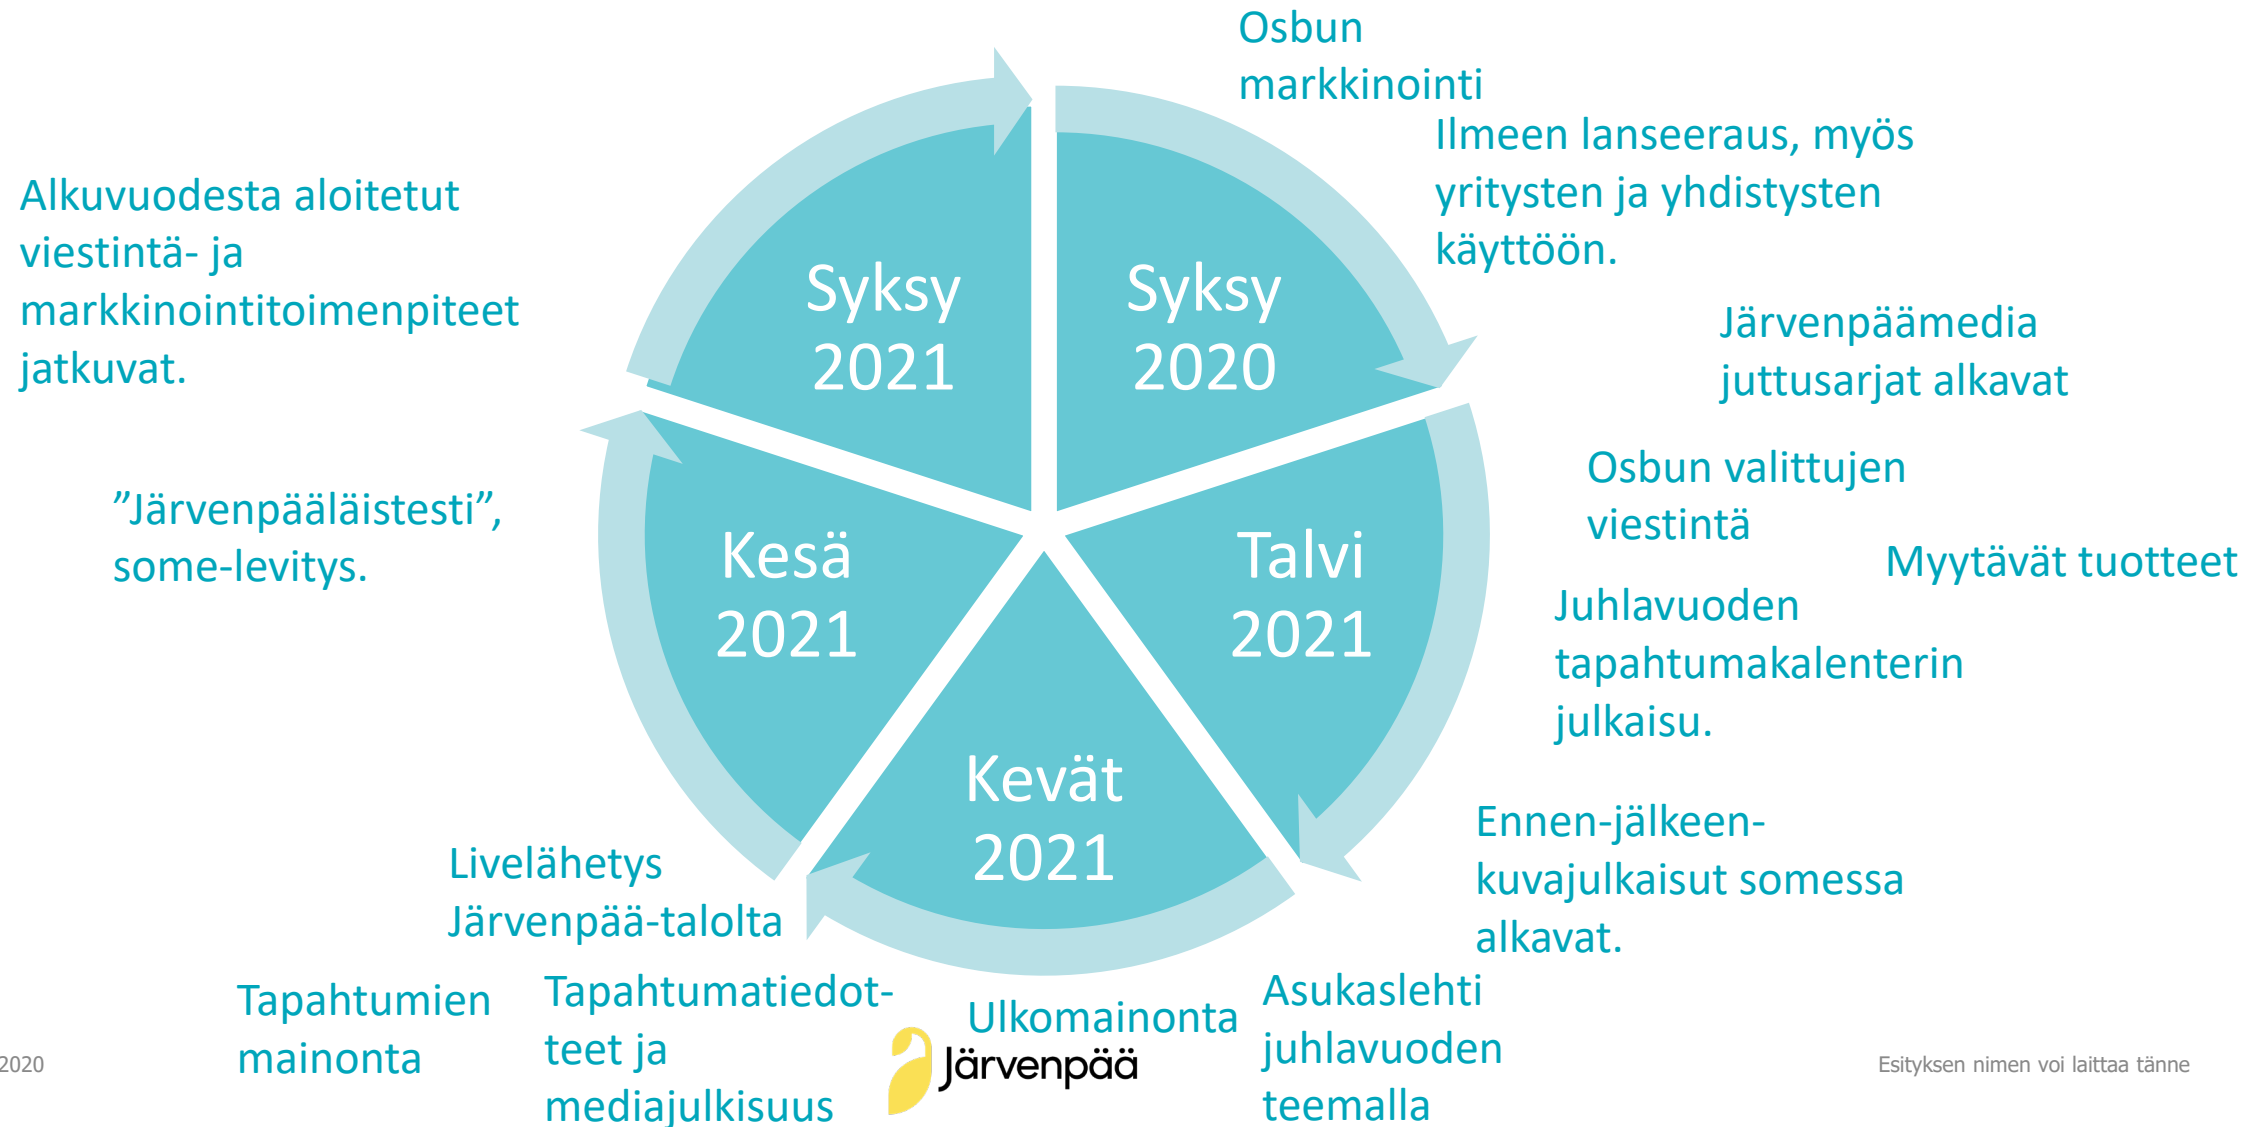 Osbun
markkinointi
Ilmeen lanseeraus, myös
yritysten ja yhdistysten
käyttöön.
Alkuvuodesta aloitetut
viestintä- ja
markkinointitoimenpiteet
jatkuvat.
Syksy
2021
Syksy
2020
Järvenpäämedia
juttusarjat alkavat
Osbun valittujen
viestintä
Myytävät tuotteet
”Järvenpääläistesti”,
some-levitys.
Kesä
2021
Talvi
2021
Juhlavuoden
tapahtumakalenterin
julkaisu.
Kevät
2021
Ennen-jälkeen-
kuvajulkaisut somessa
alkavat.
Livelähetys
Järvenpää-talolta
Tapahtumien
mainonta
Tapahtumatiedot-
teet ja
mediajulkisuus
Ulkomainonta
Asukaslehti
juhlavuoden
teemalla
2020
Järvenpää
Esityksen nimen voi laittaa tänne